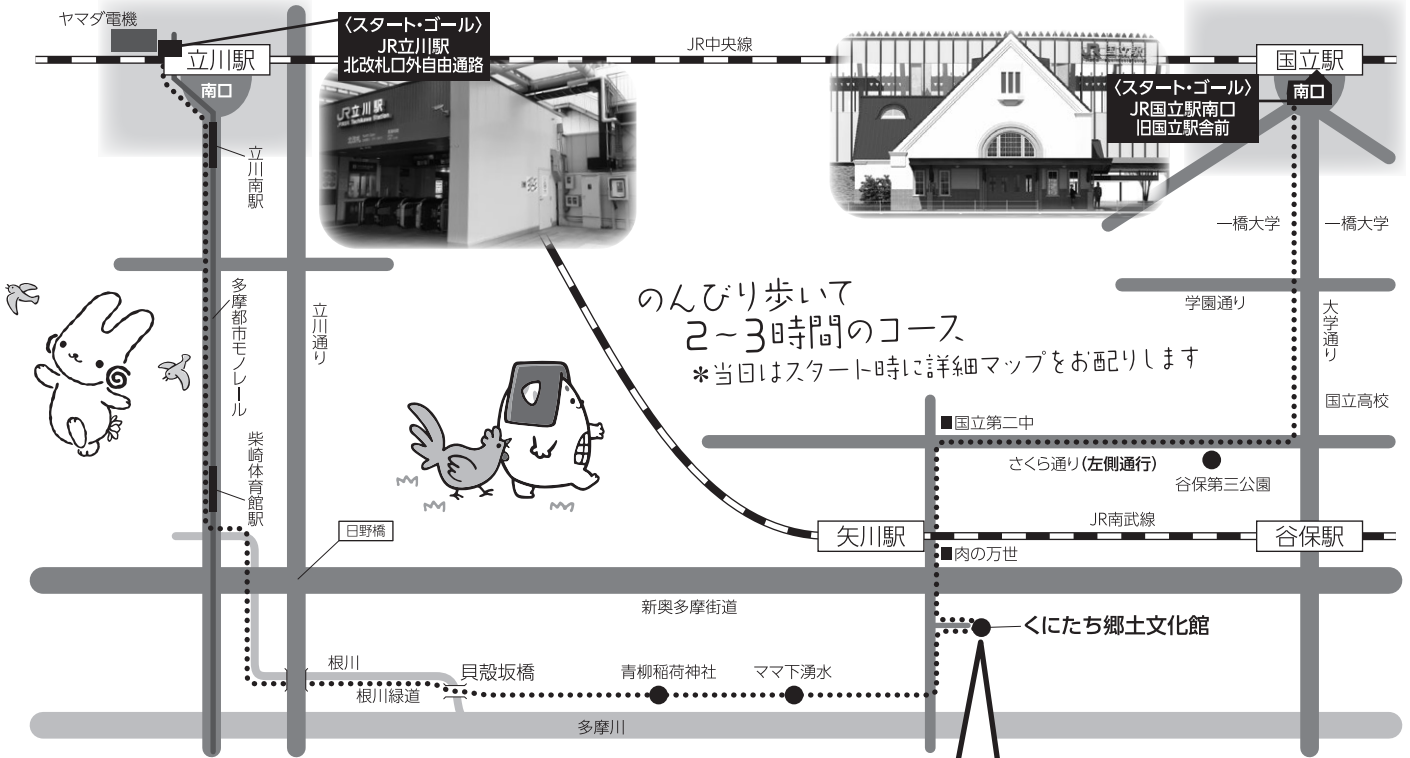 ヤマダ電機
立川駅
南口
〈スタート・ゴール〉
JR立川駅
北改札口外自由通路
JR中央線
国立駅
南口
〈スタート・ゴール〉
JR国立駅南口
旧国立駅舎前
JR立川駅
立川南駅
一橋大学
一橋大学
多摩都市モノレール
立川通り
のんびり歩いて
2～3時間のコース
＊当日はスタート時に詳細マップをお配りします
学園通り
大学通り
国立高校
■国立第二中
さくら通り(左側通行)
谷保第三公園
柴崎体育館駅
日野橋
矢川駅
JR南武線
谷保駅
■肉の万世
新奥多摩街道
くにたち郷土文化館
根川
貝殻坂橋
根川緑道
青柳稲荷神社
ママ下湧水
多摩川